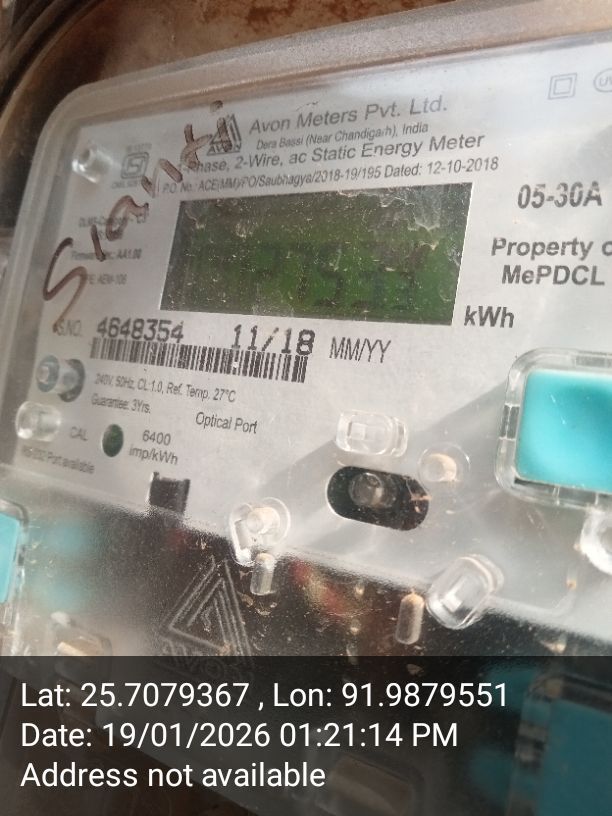 Avon Meters Pvt. Ltd.
Dera Bassi (Near Chandigarh), India
Phase, 2-Wire, ac Static Energy Meter
P.O. No.: ACE(MM)/PO/Saubhagya/2018-19/195 Dated: 12-10-2018
05-30A
Property
MePDCL
kWh
S.NO. 4648354 11/18 MM/YY
240V, 50Hz, CL:1.0, Ref. Temp. 27°C
Guarantee: 3Yrs.
Optical Port
CAL
6400
imp/kWh
Port available
Lat: 25.7079367 , Lon: 91.9879551
Date: 19/01/2026 01:21:14 PM
Address not available